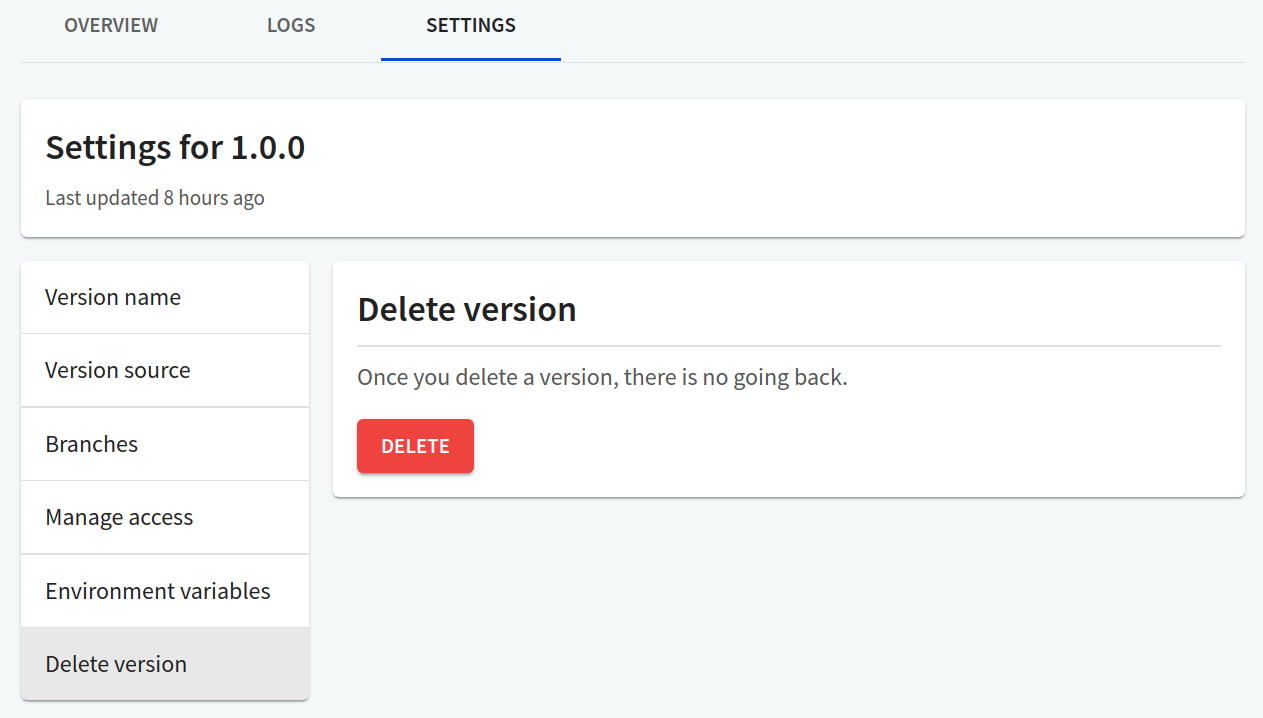 OVERVIEW LOGS SETTINGS
Settings for 1.0.0
Last updated 8 hours ago
Version name
Version source
Branches
Manage access
Environment variables
Delete version
Delete version
Once you delete a version, there is no going back.
DELETE